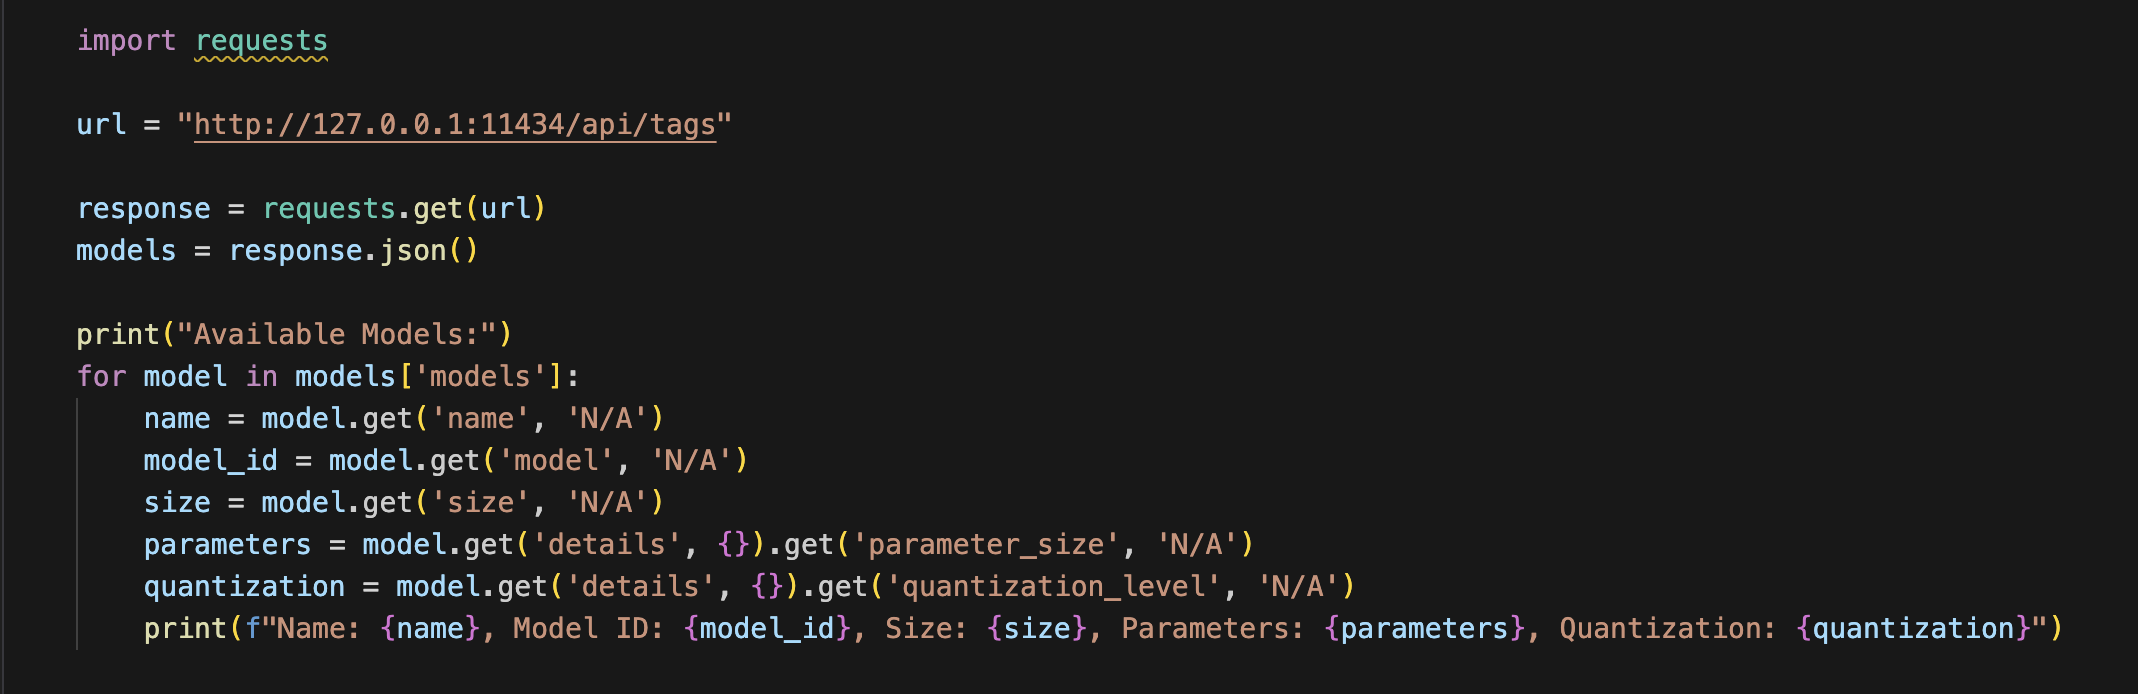 import requests
url = "http://127.0.0.1:11434/api/tags"
response = requests.get(url)
models = response.json()
print("Available Models:")
for model in models['models']:
    name = model.get('name', 'N/A')
    model_id = model.get('model', 'N/A')
    size = model.get('size', 'N/A')
    parameters = model.get('details', {}).get('parameter_size', 'N/A')
    quantization = model.get('details', {}).get('quantization_level', 'N/A')
    print(f"Name: {name}, Model ID: {model_id}, Size: {size}, Parameters: {parameters}, Quantization: {quantization}")